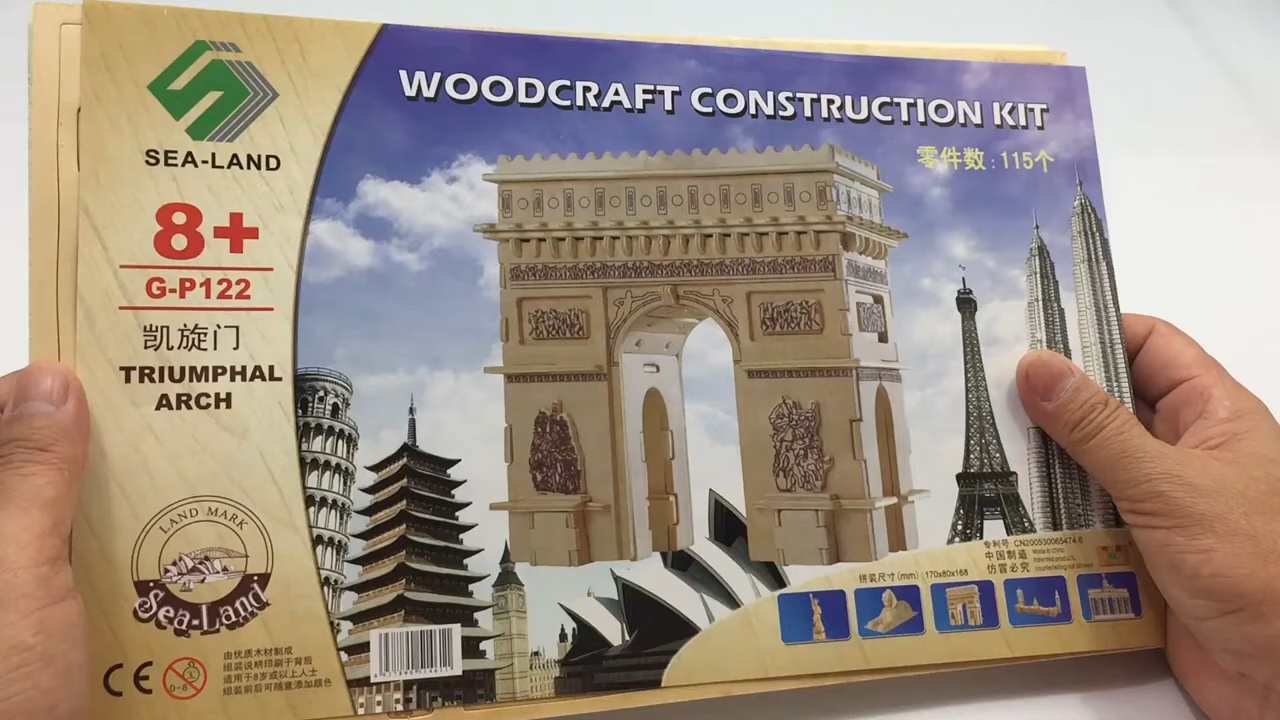 WOODCRAFT CONSTRUCTION KIT
零件数：115个
SEA-LAND
8+
G-P122
凯旋门
TRIUMPHAL
ARCH
LAND MARK
Sea-Land
CE
0-3
由优质木材制成
组装说明印刷于背后
适用于8岁或以上人士
组装前后可随意添加颜色
专利号 CN200530065474.6
中国制造
仿冒必究
Made in China
拼装尺寸(mm)：170x80x168